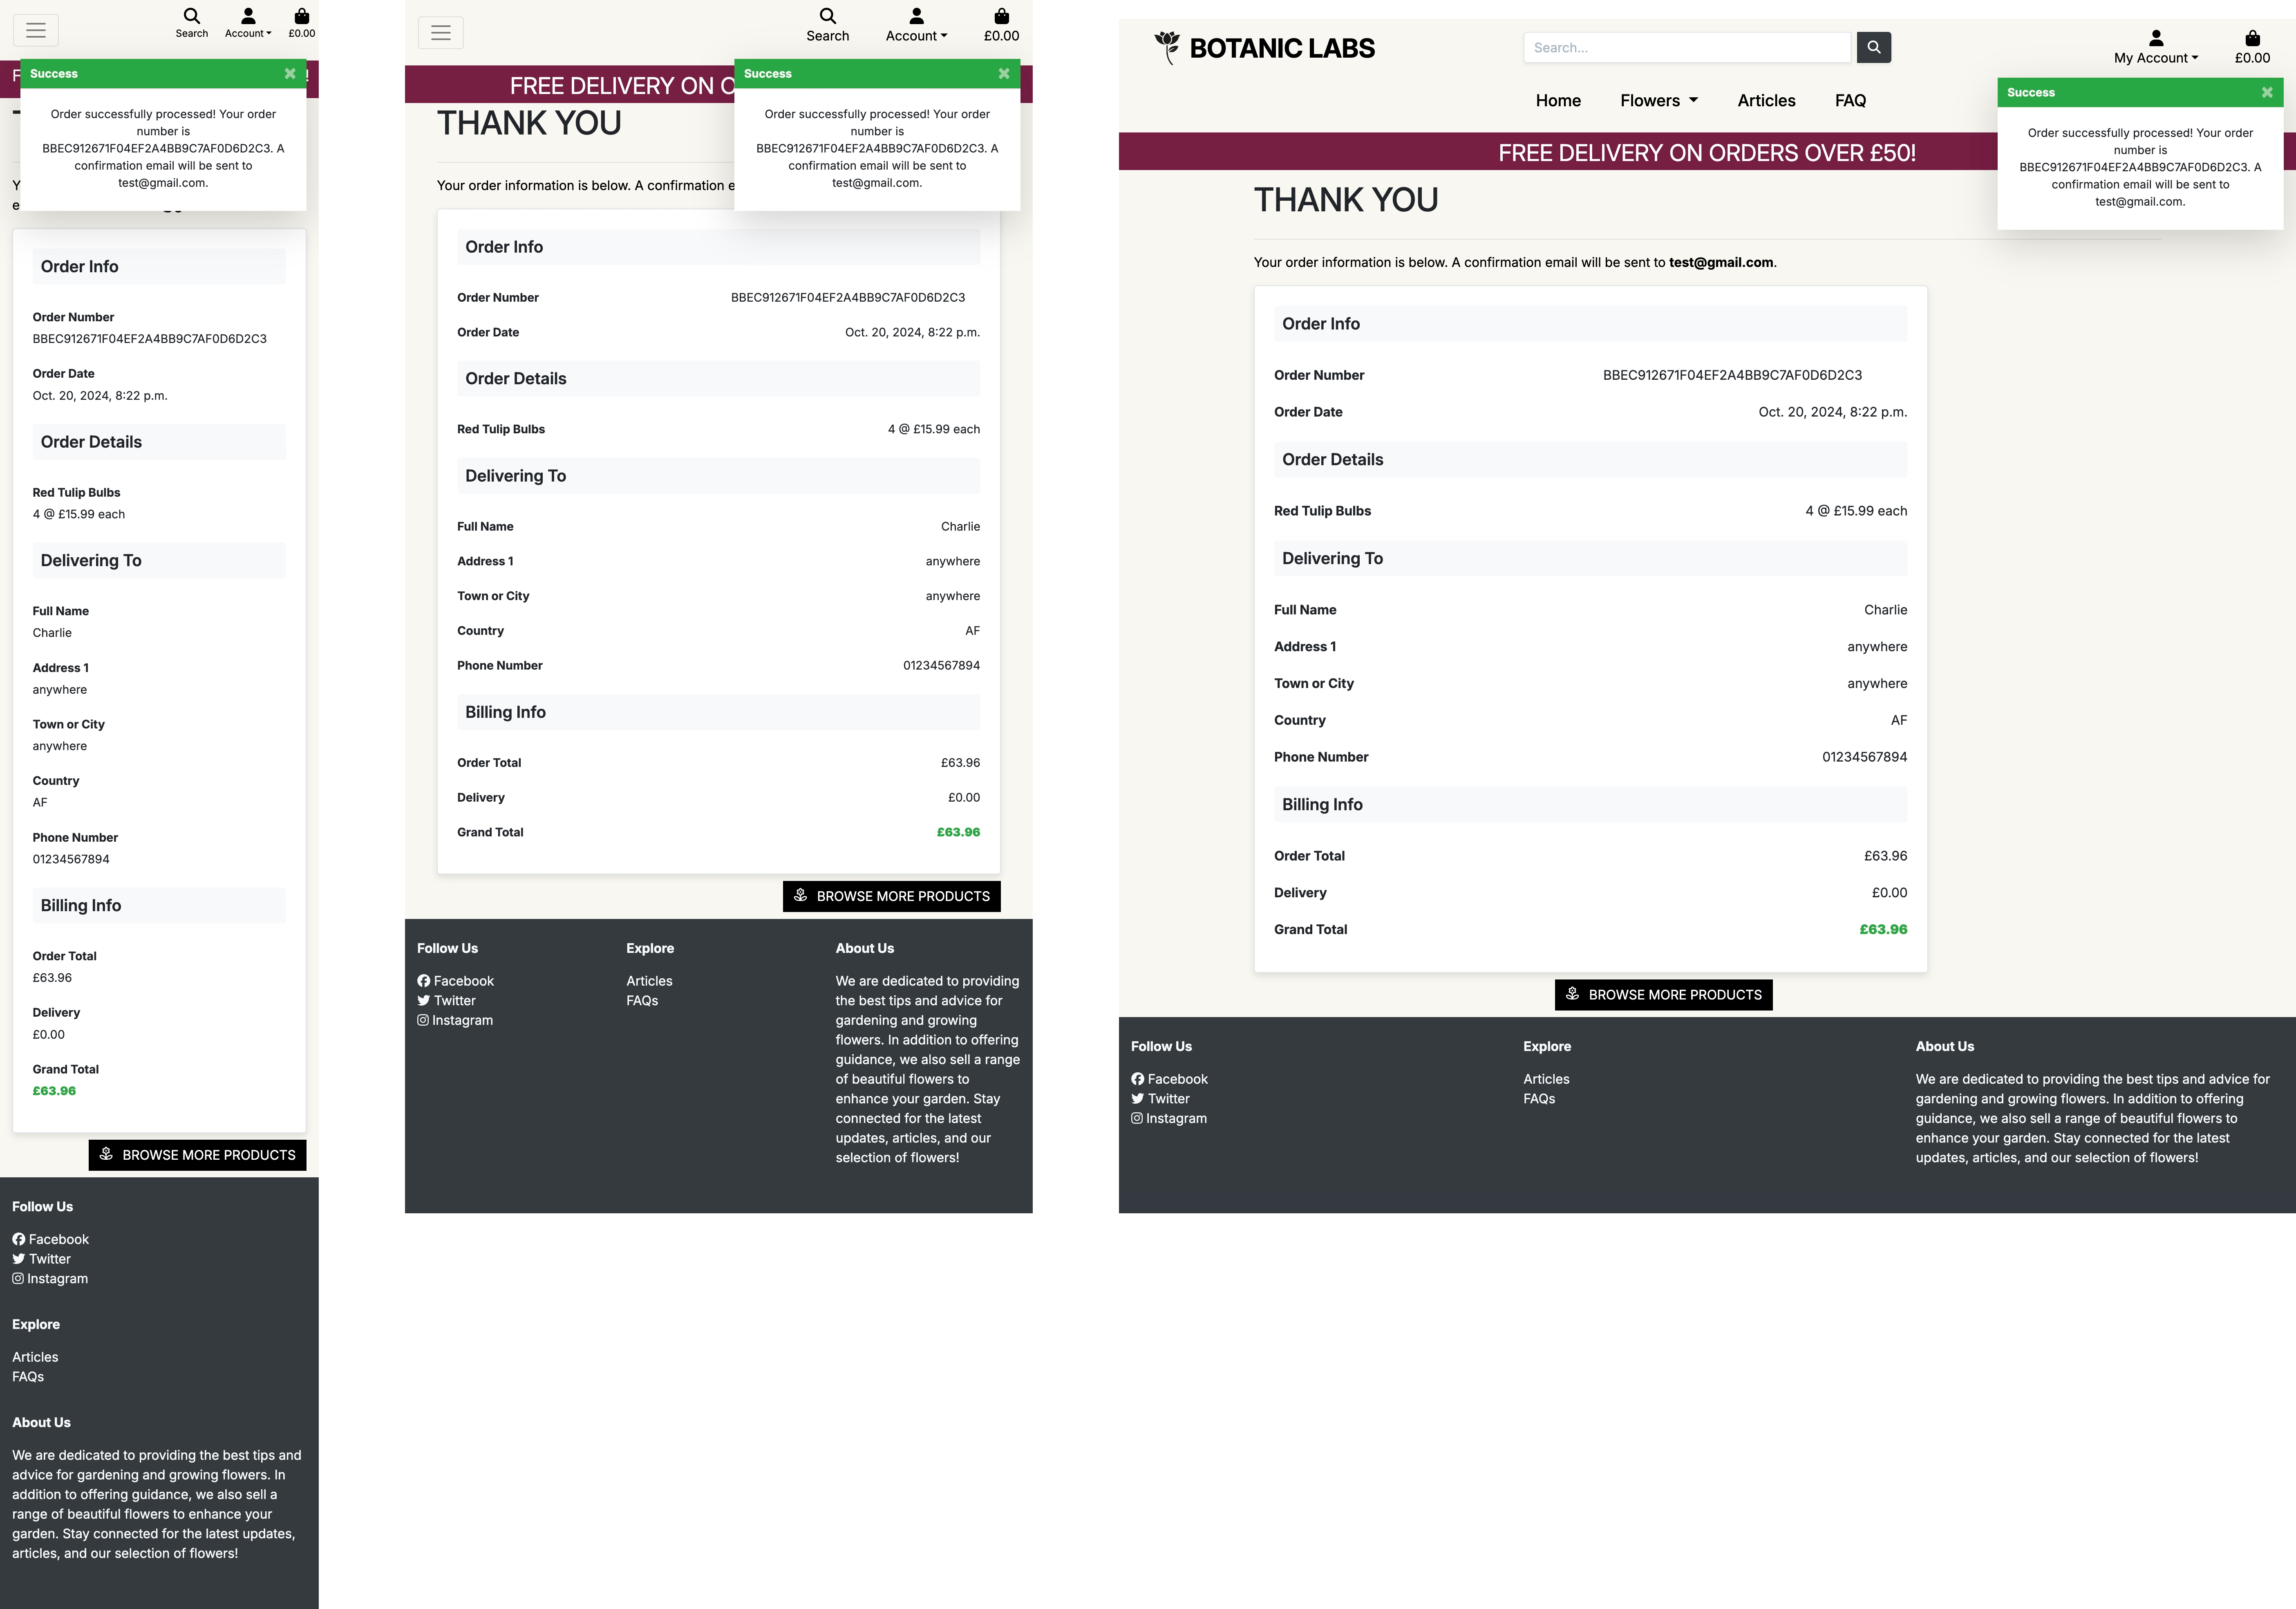 Search
Account
£0.00
F
!
Success
Order successfully processed! Your order
number is
BBEC912671F04EF2A4BB9C7AF0D6D2C3. A
confirmation email will be sent to
test@gmail.com.
Y
e
Order Info
Order Number
BBEC912671F04EF2A4BB9C7AF0D6D2C3
Order Date
Oct. 20, 2024, 8:22 p.m.
Order Details
Red Tulip Bulbs
4 @ £15.99 each
Delivering To
Full Name
Charlie
Address 1
anywhere
Town or City
anywhere
Country
AF
Phone Number
01234567894
Billing Info
Order Total
£63.96
Delivery
£0.00
Grand Total
£63.96
BROWSE MORE PRODUCTS
Follow Us
Facebook
Twitter
Instagram
Explore
Articles
FAQs
About Us
We are dedicated to providing the best tips and
advice for gardening and growing flowers. In
addition to offering guidance, we also sell a
range of beautiful flowers to enhance your
garden. Stay connected for the latest updates,
articles, and our selection of flowers!
Search
Account
£0.00
FREE DELIVERY ON O
Success
Order successfully processed! Your order
number is
BBEC912671F04EF2A4BB9C7AF0D6D2C3. A
confirmation email will be sent to
test@gmail.com.
THANK YOU
Your order information is below. A confirmation e
Order Info
Order Number BBEC912671F04EF2A4BB9C7AF0D6D2C3
Order Date Oct. 20, 2024, 8:22 p.m.
Order Details
Red Tulip Bulbs 4 @ £15.99 each
Delivering To
Full Name Charlie
Address 1 anywhere
Town or City anywhere
Country AF
Phone Number 01234567894
Billing Info
Order Total £63.96
Delivery £0.00
Grand Total £63.96
BROWSE MORE PRODUCTS
Follow Us
Facebook
Twitter
Instagram
Explore
Articles
FAQs
About Us
We are dedicated to providing
the best tips and advice for
gardening and growing
flowers. In addition to offering
guidance, we also sell a range
of beautiful flowers to
enhance your garden. Stay
connected for the latest
updates, articles, and our
selection of flowers!
BOTANIC LABS
Search...
My Account
£0.00
Home Flowers Articles FAQ
Success
Order successfully processed! Your order
number is
BBEC912671F04EF2A4BB9C7AF0D6D2C3. A
confirmation email will be sent to
test@gmail.com.
FREE DELIVERY ON ORDERS OVER £50!
THANK YOU
Your order information is below. A confirmation email will be sent to test@gmail.com.
Order Info
Order Number BBEC912671F04EF2A4BB9C7AF0D6D2C3
Order Date Oct. 20, 2024, 8:22 p.m.
Order Details
Red Tulip Bulbs 4 @ £15.99 each
Delivering To
Full Name Charlie
Address 1 anywhere
Town or City anywhere
Country AF
Phone Number 01234567894
Billing Info
Order Total £63.96
Delivery £0.00
Grand Total £63.96
BROWSE MORE PRODUCTS
Follow Us
Facebook
Twitter
Instagram
Explore
Articles
FAQs
About Us
We are dedicated to providing the best tips and advice for
gardening and growing flowers. In addition to offering
guidance, we also sell a range of beautiful flowers to
enhance your garden. Stay connected for the latest
updates, articles, and our selection of flowers!